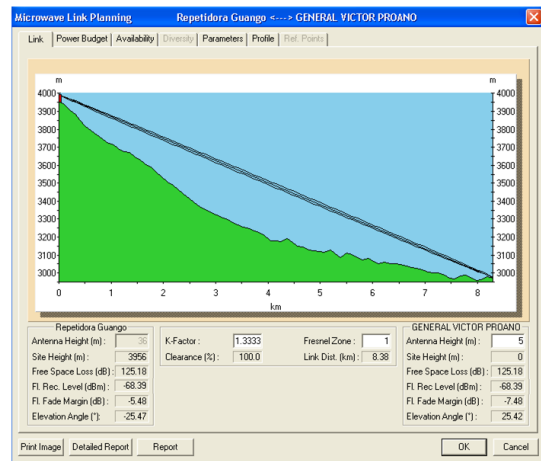 Microwave Link Planning Repetidora Guango <---> GENERAL VICTOR PROANO
Link Power Budget Availability Diversity Parameters Profile Ref. Points
m m
4000 4000
3900 3900
3800 3800
3700 3700
3600 3600
3500 3500
3400 3400
3300 3300
3200 3200
3100 3100
3000 3000
0 1 2 3 4 5 6 7 8
km
Repetidora Guango
Antenna Height (m) : 36
Site Height (m) : 3956
Free Space Loss (dB) : 125.18
Fl. Rec. Level (dBm) : -68.39
Fl. Fade Margin (dB) : -5.48
Elevation Angle (°): -25.47
K-Factor : 1.3333 Fresnel Zone : 1
Clearance (%) : 100.0 Link Dist. (km) : 8.38
GENERAL VICTOR PROANO
Antenna Height (m) : 5
Site Height (m) : 0
Free Space Loss (dB) : 125.18
Fl. Rec. Level (dBm) : -68.39
Fl. Fade Margin (dB) : -7.48
Elevation Angle (°) : 25.42
Print Image Detailed Report Report OK Cancel